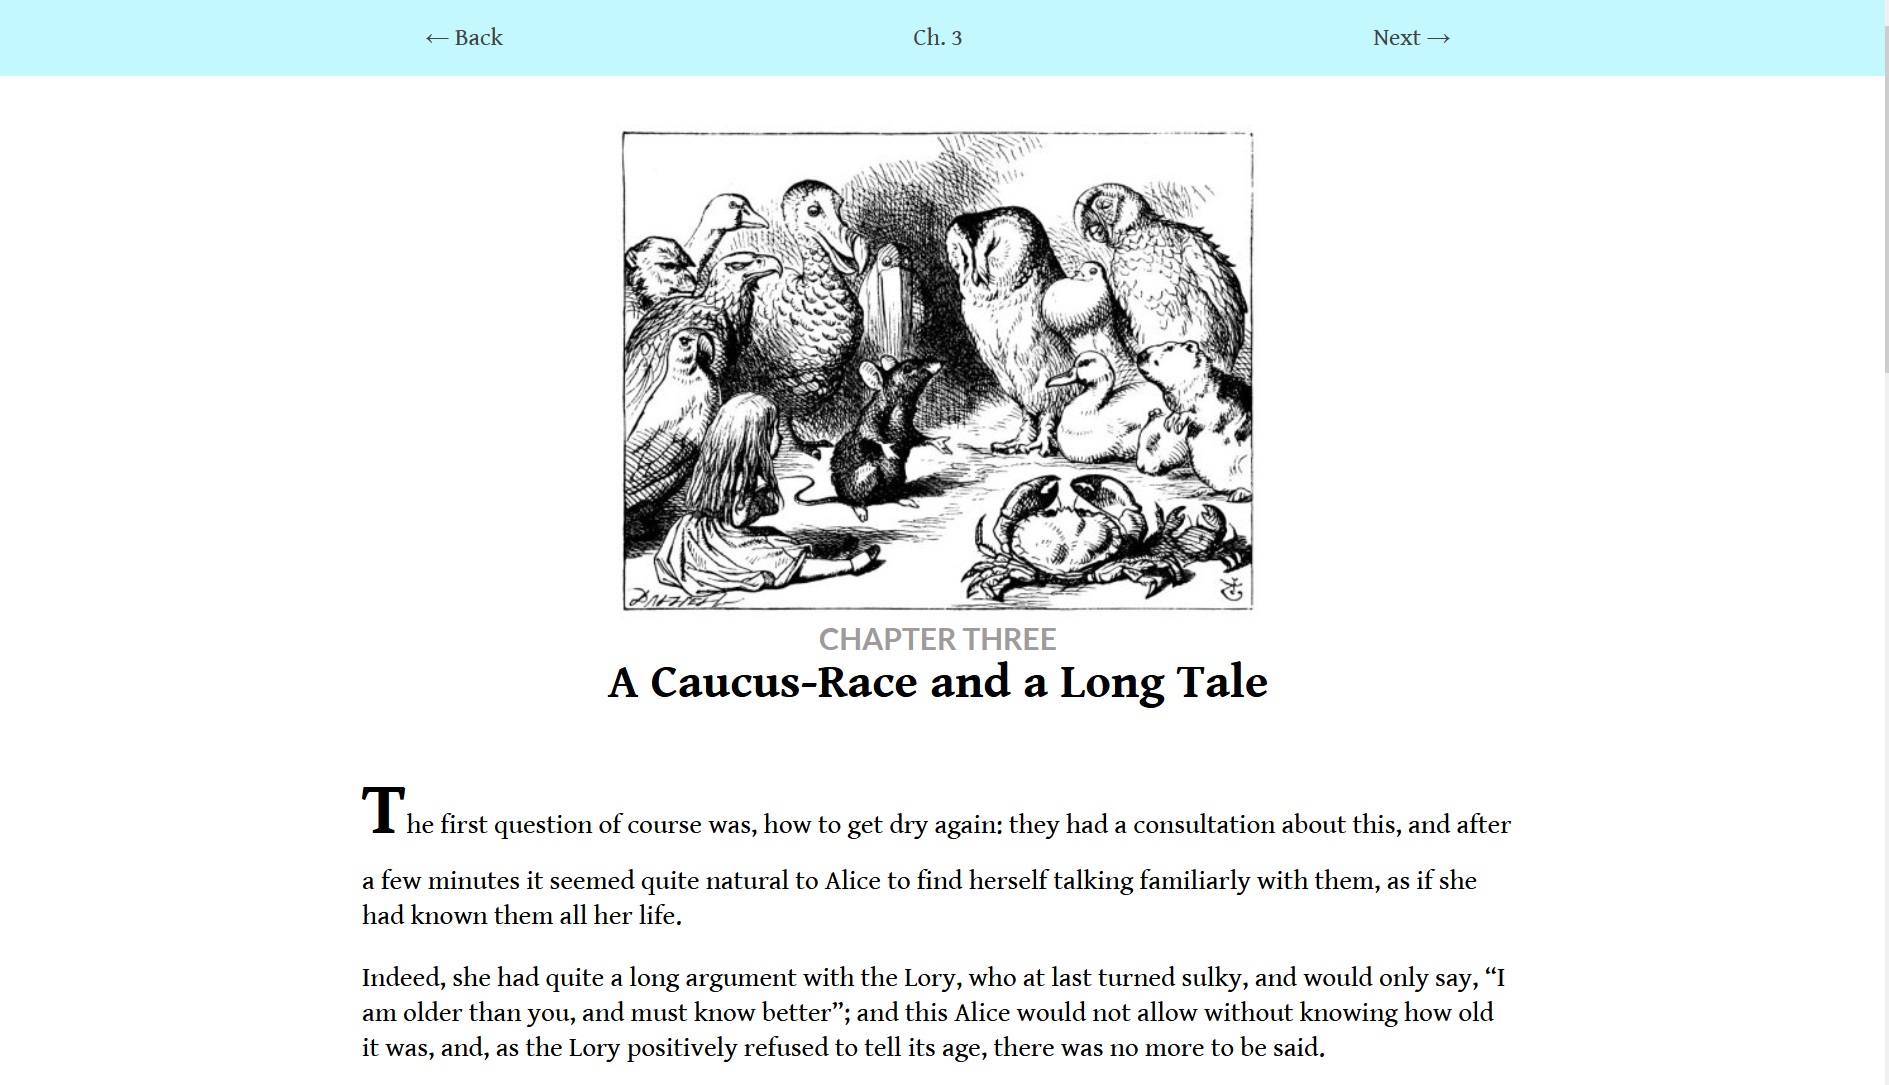 ← Back
Ch. 3
Next →
DALZIEL
CHAPTER THREE
A Caucus-Race and a Long Tale
The first question of course was, how to get dry again: they had a consultation about this, and after
a few minutes it seemed quite natural to Alice to find herself talking familiarly with them, as if she
had known them all her life.
Indeed, she had quite a long argument with the Lory, who at last turned sulky, and would only say, “I
am older than you, and must know better”; and this Alice would not allow without knowing how old
it was, and, as the Lory positively refused to tell its age, there was no more to be said.